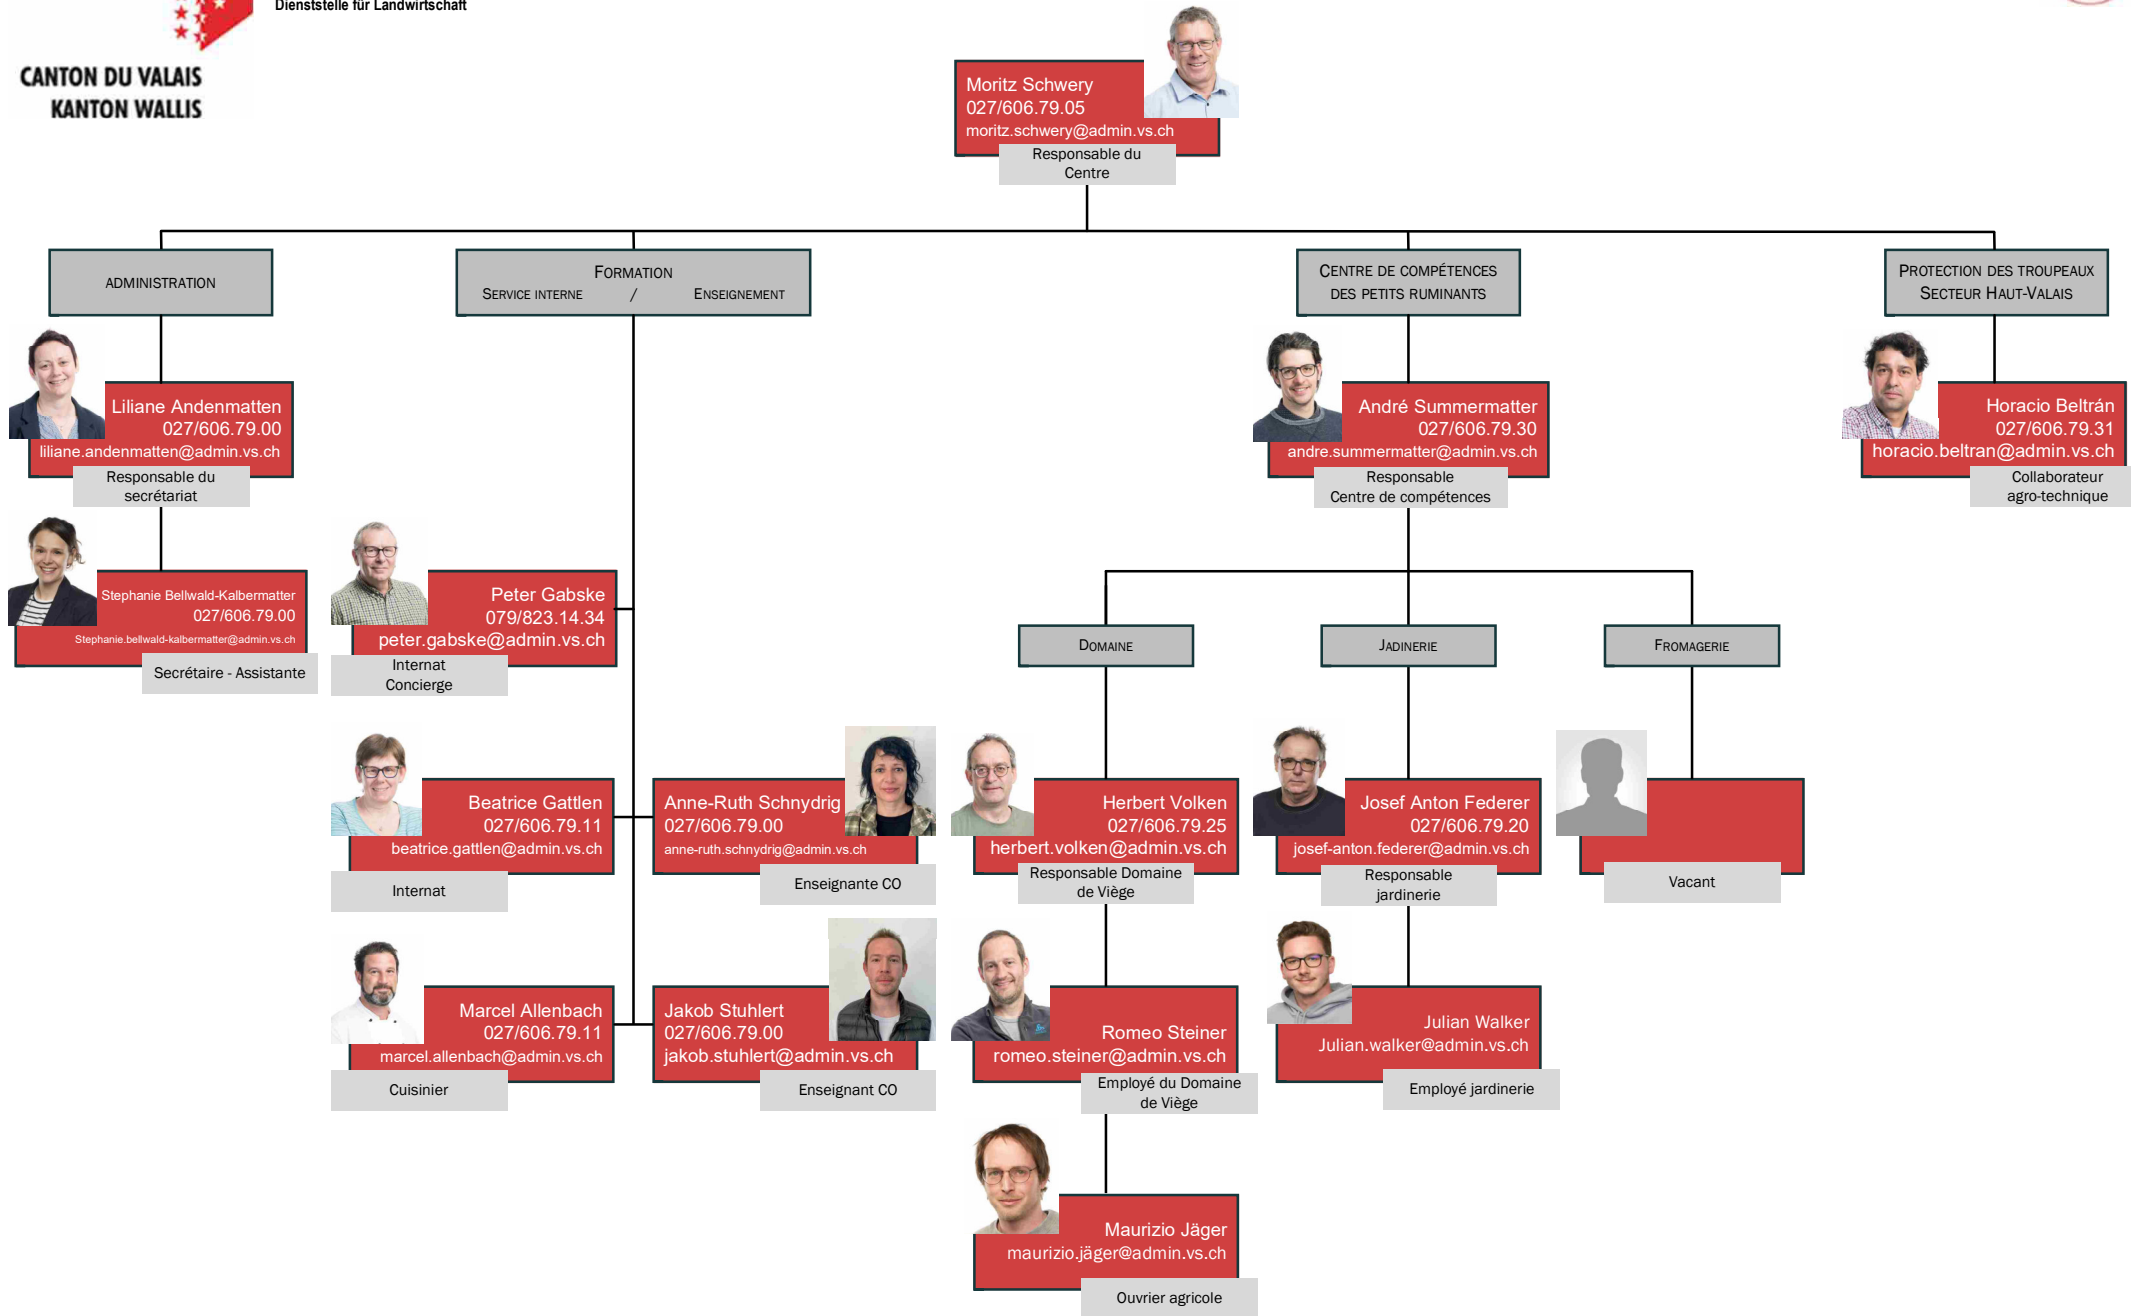 Dienststelle für Landwirtschaft
CANTON DU VALAIS
KANTON WALLIS
Moritz Schwery
027/606.79.05
moritz.schwery@admin.vs.ch
Responsable du
Centre
ADMINISTRATION
FORMATION
SERVICE INTERNE / ENSEIGNEMENT
CENTRE DE COMPÉTENCES
DES PETITS RUMINANTS
PROTECTION DES TROUPEAUX
SECTEUR HAUT-VALAIS
Liliane Andenmatten
027/606.79.00
liliane.andenmatten@admin.vs.ch
Responsable du
secrétariat
André Summermatter
027/606.79.30
andre.summermatter@admin.vs.ch
Responsable
Centre de compétences
Horacio Beltrán
027/606.79.31
horacio.beltran@admin.vs.ch
Collaborateur
agro-technique
Stephanie Bellwald-Kalbermatter
027/606.79.00
Stephanie.bellwald-kalbermatter@admin.vs.ch
Secrétaire - Assistante
Peter Gabske
079/823.14.34
peter.gabske@admin.vs.ch
Internat
Concierge
DOMAINE
JADINERIE
FROMAGERIE
Beatrice Gattlen
027/606.79.11
beatrice.gattlen@admin.vs.ch
Internat
Anne-Ruth Schnydrig
027/606.79.00
anne-ruth.schnydrig@admin.vs.ch
Enseignante CO
Herbert Volken
027/606.79.25
herbert.volken@admin.vs.ch
Responsable Domaine
de Viège
Josef Anton Federer
027/606.79.20
josef-anton.federer@admin.vs.ch
Responsable
jardinerie
Vacant
Marcel Allenbach
027/606.79.11
marcel.allenbach@admin.vs.ch
Cuisinier
Jakob Stuhlert
027/606.79.00
jakob.stuhlert@admin.vs.ch
Enseignant CO
Romeo Steiner
romeo.steiner@admin.vs.ch
Employé du Domaine
de Viège
Julian Walker
Julian.walker@admin.vs.ch
Employé jardinerie
Maurizio Jäger
maurizio.jäger@admin.vs.ch
Ouvrier agricole